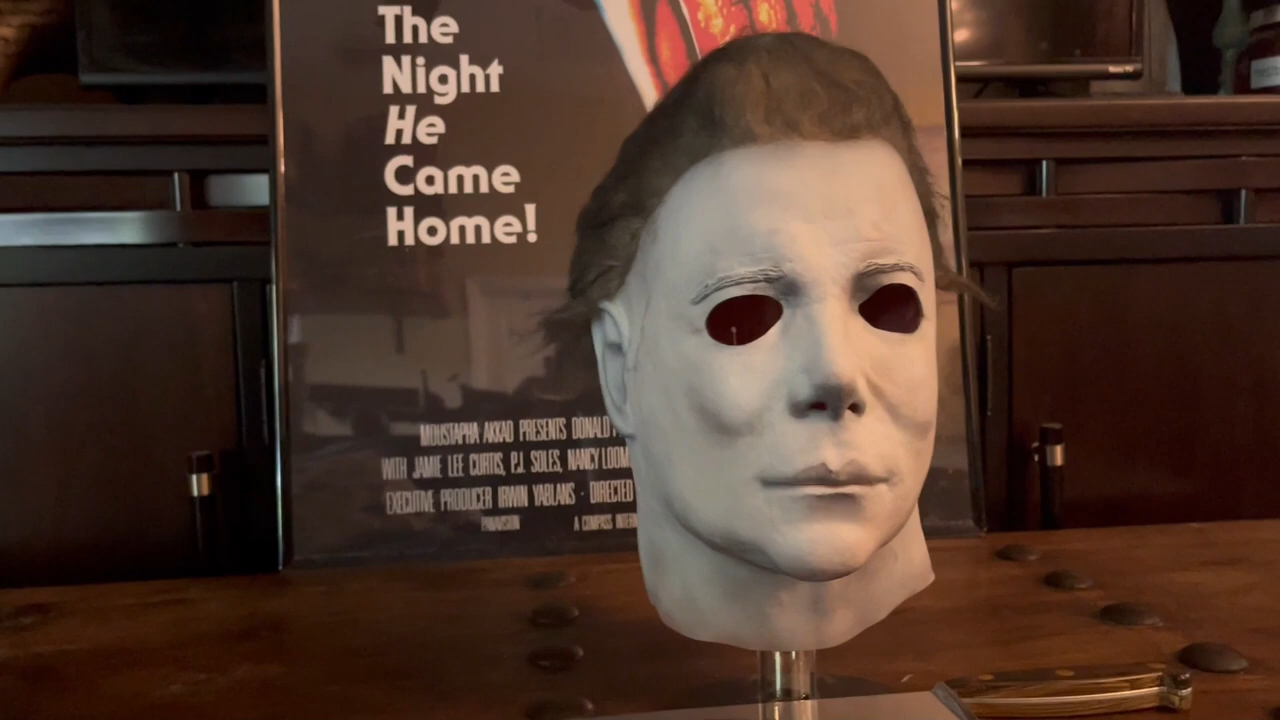 The
Night
He
Came
Home!
MOUSTAPHA AKKAD PRESENTS DONALD
WITH JAMIE LEE CURTIS, P.J. SOLES, NANCY LOOM
EXECUTIVE PRODUCER IRWIN YABLANS · DIRECTED
PANAVISION A COMPASS INTERN